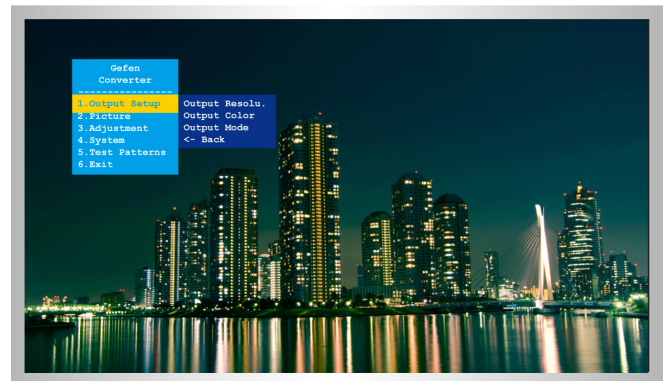 Gefen
Converter
----------------
1.Output Setup
2.Picture
3.Adjustment
4.System
5.Test Patterns
6.Exit
Output Resolu.
Output Color
Output Mode
<- Back